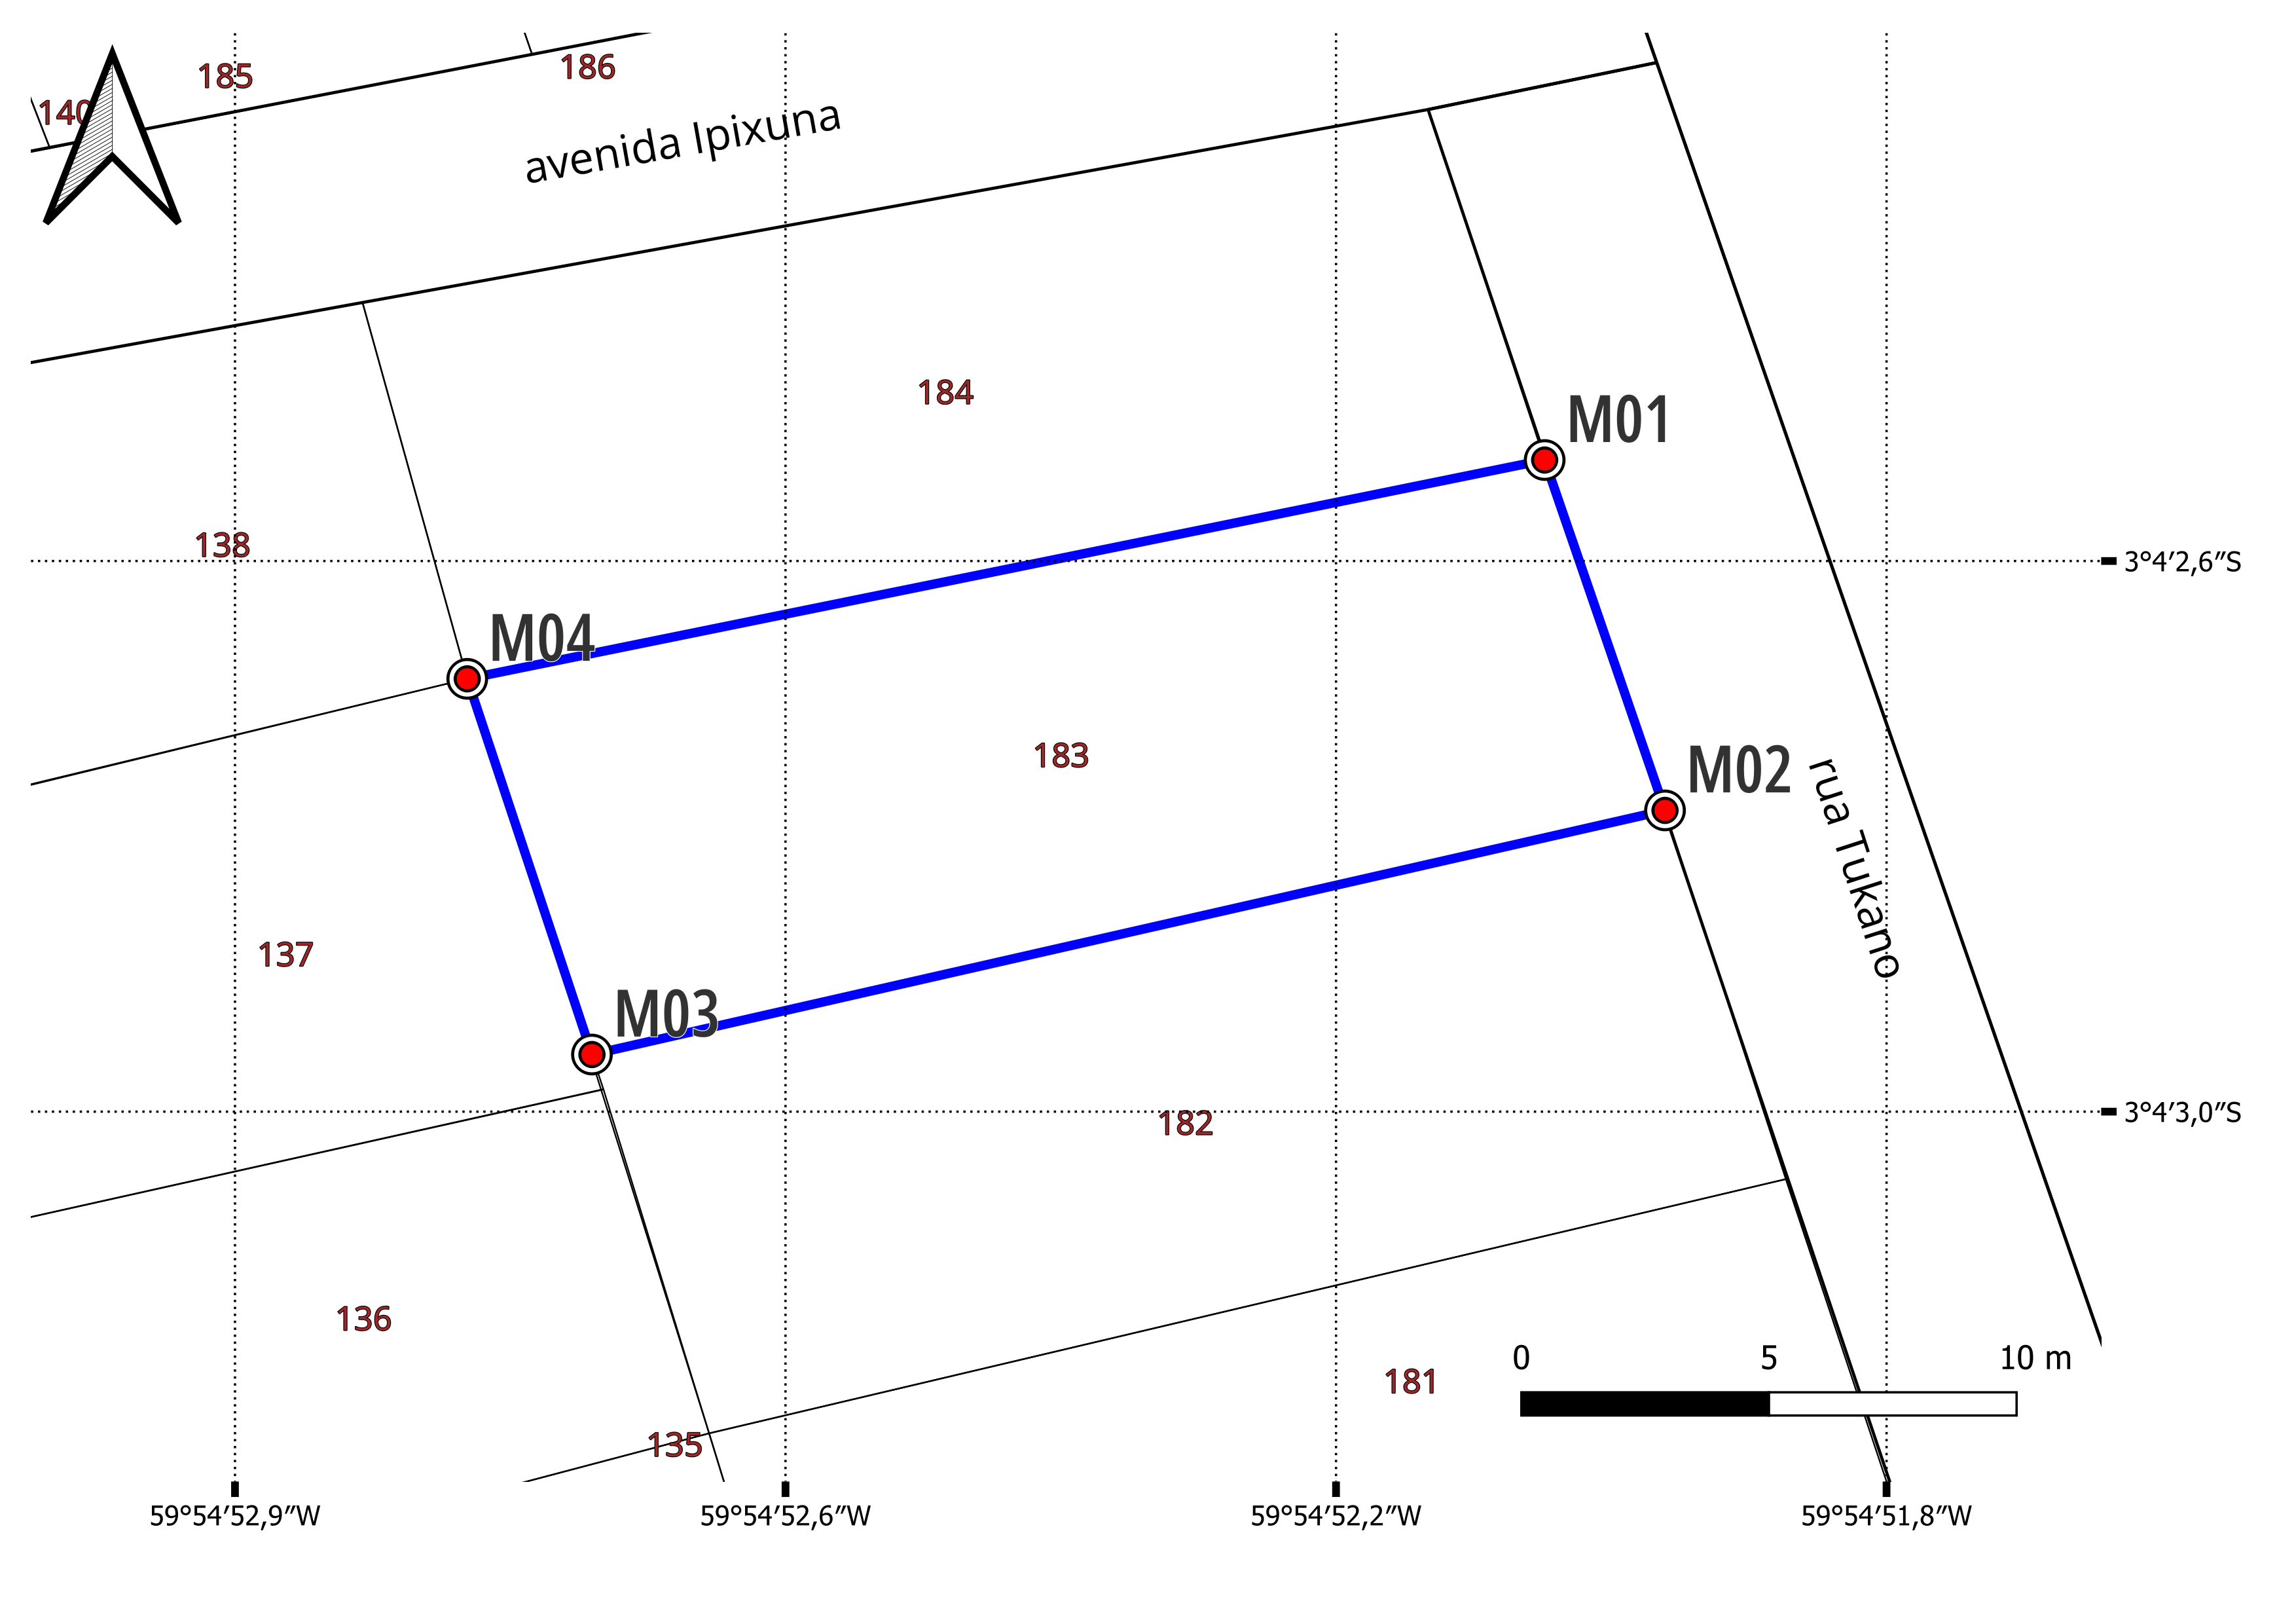 185
186
140
avenida Ipixuna
184
M01
138
3°4′2,6″S
M04
183
M02
rua Tukano
137
M03
3°4′3,0″S
182
136
0 5 10 m
181
135
59°54′52,9″W 59°54′52,6″W 59°54′52,2″W 59°54′51,8″W